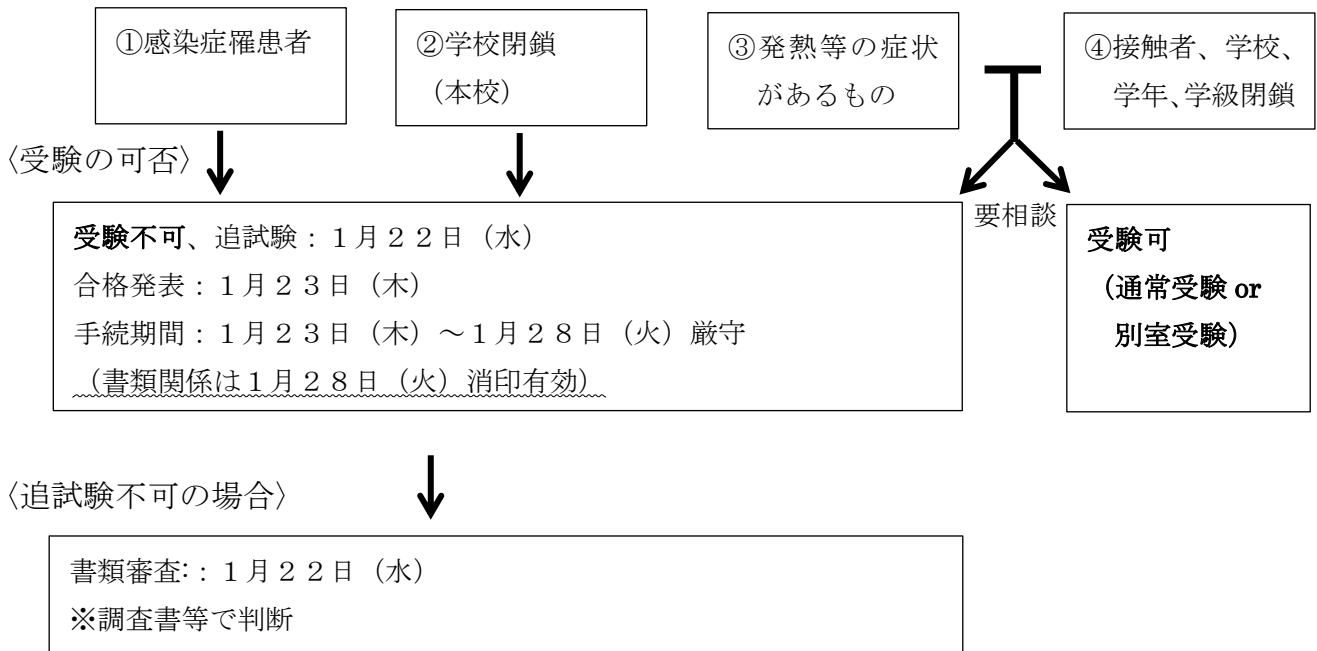 ①感染症罹患者
②学校閉鎖
（本校）
③発熱等の症状
があるもの
④接触者、学校、
学年、学級閉鎖
〈受験の可否〉
要相談
受験不可、追試験：１月２２日（水）
合格発表：１月２３日（木）
手続期間：１月２３日（木）～１月２８日（火）厳守
（書類関係は１月２８日（火）消印有効）
受験可
（通常受験 or
別室受験）
〈追試験不可の場合〉
書類審査:：１月２２日（水）
※調査書等で判断